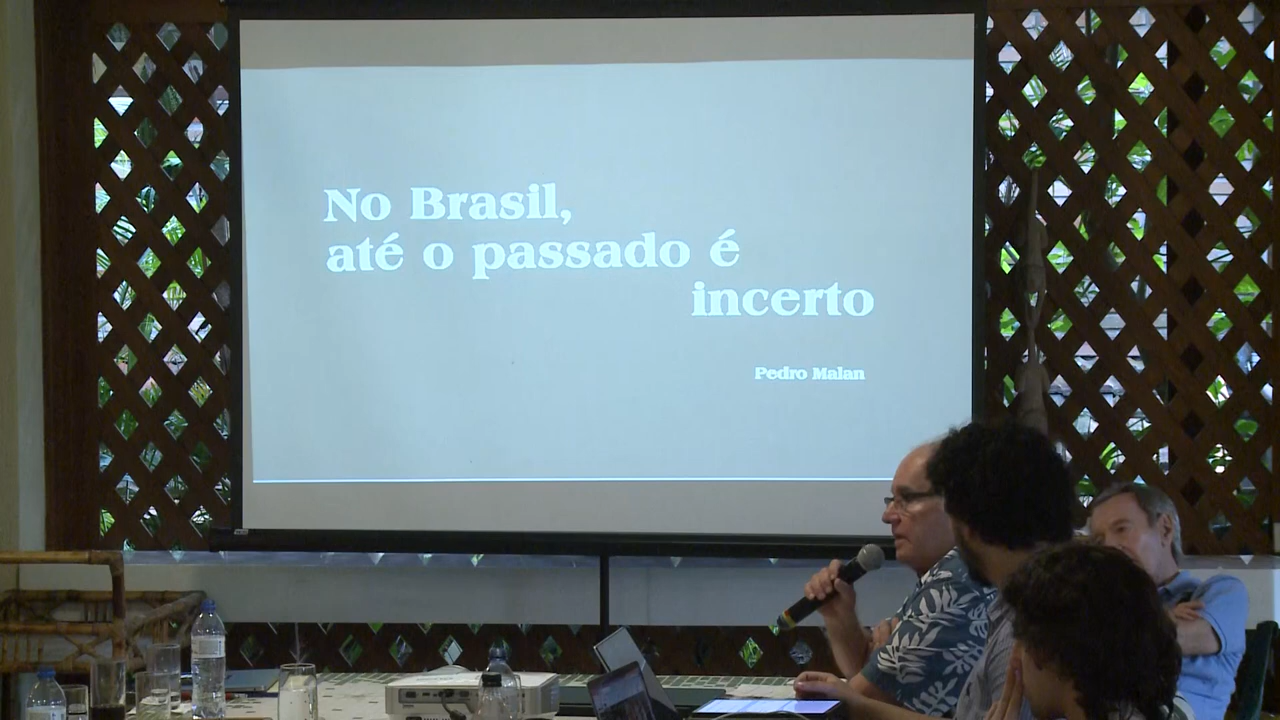 No Brasil,
até o passado é
incerto
Pedro Malan